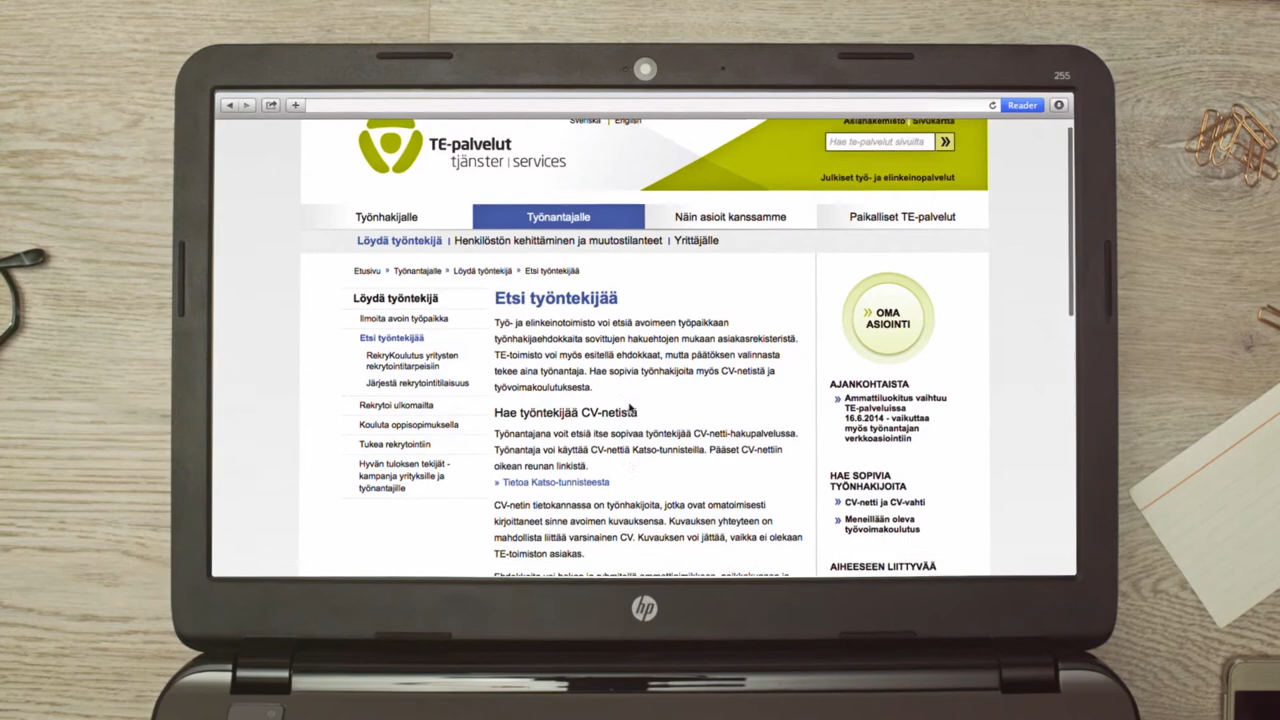 255
Reader
Svenska | English
Asiahakemisto | Sivukartta
TE-palvelut
tjänster | services
Hae te-palvelut sivuilta
Julkiset työ- ja elinkeinopalvelut
Työnhakijalle
Työnantajalle
Näin asioit kanssamme
Paikalliset TE-palvelut
Löydä työntekijä | Henkilöstön kehittäminen ja muutostilanteet | Yrittäjälle
Etusivu » Työnantajalle » Löydä työntekijä » Etsi työntekijää
Löydä työntekijä
Ilmoita avoin työpaikka
Etsi työntekijää
RekryKoulutus yritysten
rekrytointitarpeisiin
Järjestä rekrytointitilaisuus
Rekrytoi ulkomailta
Kouluta oppisopimuksella
Tukea rekrytointiin
Hyvän tuloksen tekijät -
kampanja yrityksille ja
työnantajille
Etsi työntekijää
Työ- ja elinkeinotoimisto voi etsiä avoimeen työpaikkaan
työnhakijaehdokkaita sovittujen hakuehtojen mukaan asiakasrekisteristä.
TE-toimisto voi myös esitellä ehdokkaat, mutta päätöksen valinnasta
tekee aina työnantaja. Hae sopivia työnhakijoita myös CV-netistä ja
työvoimakoulutuksesta.
Hae työntekijää CV-netistä
Työnantajana voit etsiä itse sopivaa työntekijää CV-netti-hakupalvelussa.
Työnantaja voi käyttää CV-nettiä Katso-tunnisteilla. Pääset CV-nettiin
oikean reunan linkistä.
» Tietoa Katso-tunnisteesta
CV-netin tietokannassa on työnhakijoita, jotka ovat omatoimisesti
kirjoittaneet sinne avoimen kuvauksensa. Kuvauksen yhteyteen on
mahdollista liittää varsinainen CV. Kuvauksen voi jättää, vaikka ei olekaan
TE-toimiston asiakas.
» OMA
ASIOINTI
AJANKOHTAISTA
» Ammattiluokitus vaihtuu
TE-palveluissa
16.6.2014 - vaikuttaa
myös työnantajan
verkkoasiointiin
HAE SOPIVIA
TYÖNHAKIJOITA
» CV-netti ja CV-vahti
» Meneillään oleva
työvoimakoulutus
AIHEESEEN LIITTYVÄÄ
hp